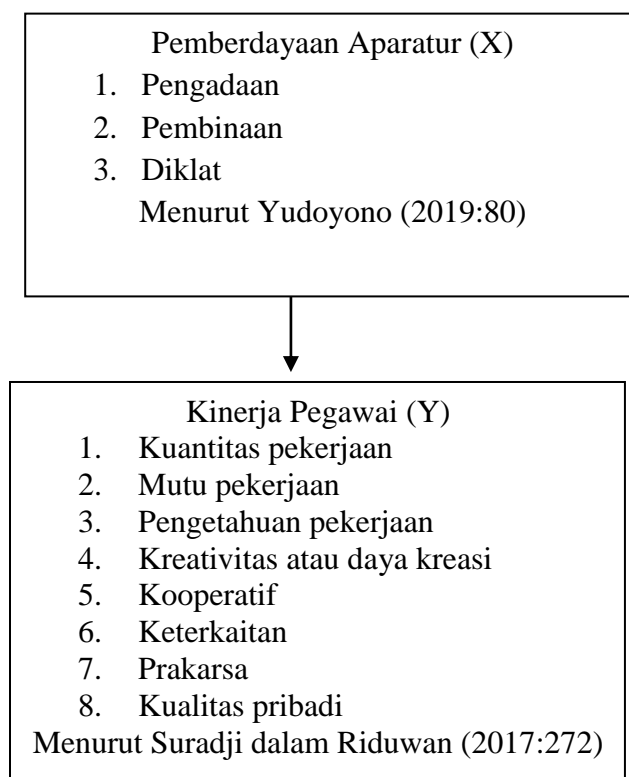 Pemberdayaan Aparatur (X)
1. Pengadaan
2. Pembinaan
3. Diklat
Menurut Yudoyono (2019:80)
Kinerja Pegawai (Y)
1. Kuantitas pekerjaan
2. Mutu pekerjaan
3. Pengetahuan pekerjaan
4. Kreativitas atau daya kreasi
5. Kooperatif
6. Keterkaitan
7. Prakarsa
8. Kualitas pribadi
Menurut Suradji dalam Riduwan (2017:272)